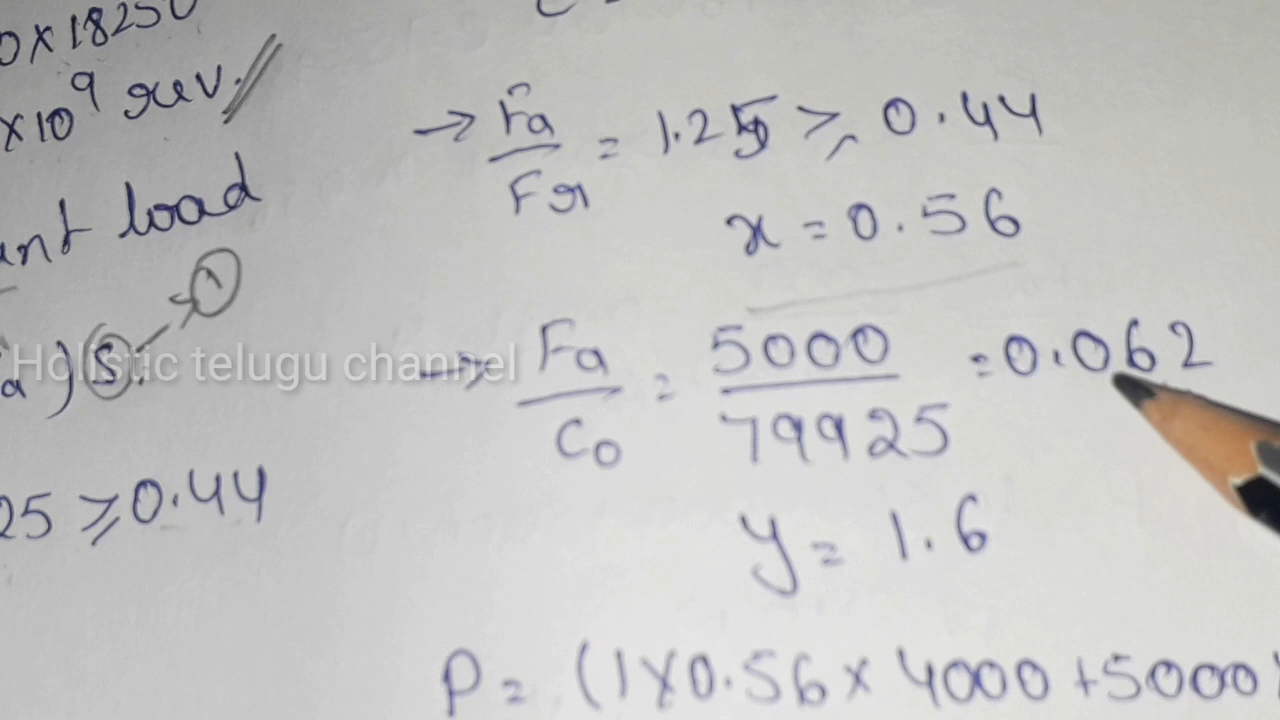 0×18250
×10⁹ rev.
load
a) S. → 1
25 ≥ 0.44
→ Fa/Fr = 1.25 ≥ 0.44
x = 0.56
→ Fa/C0 = 5000/79925 = 0.062
y = 1.6
P = (1×0.56×4000+5000
Holistic telugu channel